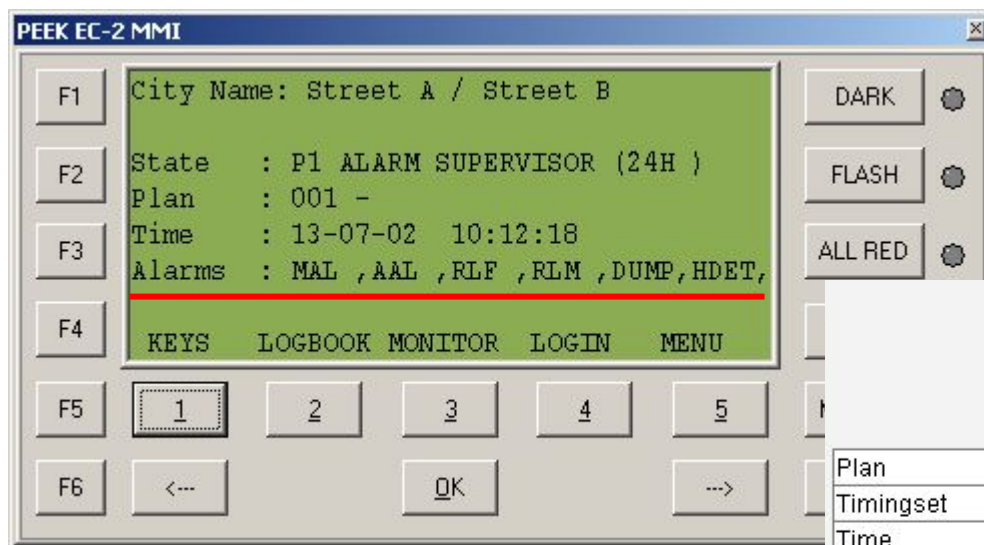 PEEK EC-2 MMI
F1
City Name: Street A / Street B
DARK
F2
State : P1 ALARM SUPERVISOR (24H )
FLASH
Plan : 001 -
F3
Time : 13-07-02 10:12:18
ALL RED
Alarms : MAL ,AAL ,RLF ,RLM ,DUMP,HDET,
F4
KEYS LOGBOOK MONITOR LOGIN MENU
F5
1 2 3 4 5
F6
<--- OK --->
Plan
Timingset
Time